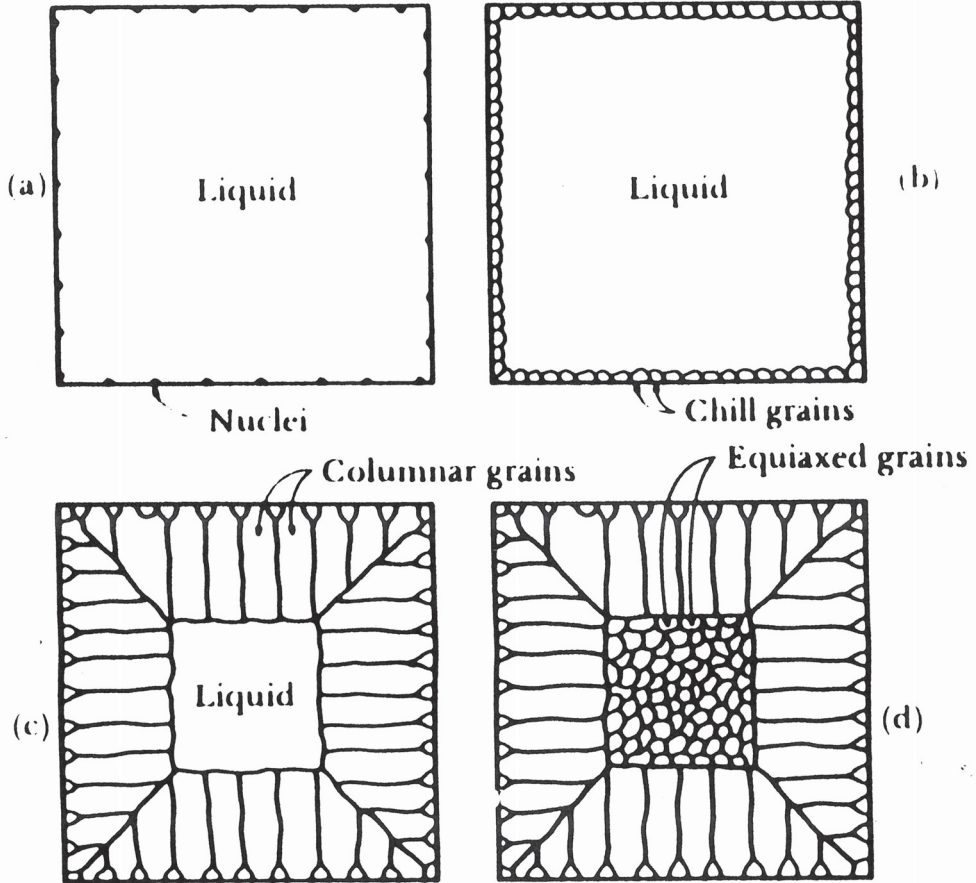 (a)
Liquid
Liquid
(b)
Nuclei
Chill grains
Columnar grains
Equiaxed grains
(c)
Liquid
(d)